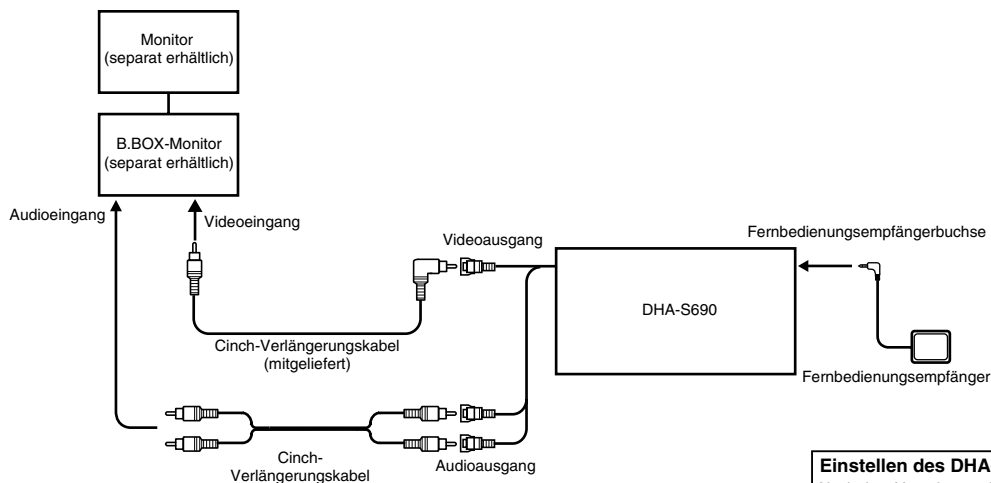 Monitor
(separat erhältlich)
B.BOX-Monitor
(separat erhältlich)
Audioeingang
Videoeingang
Videoausgang
Fernbedienungsempfängerbuchse
DHA-S690
Cinch-Verlängerungskabel
(mitgeliefert)
Fernbedienungsempfänger
Cinch-
Verlängerungskabel
Audioausgang
Einstellen des DHA